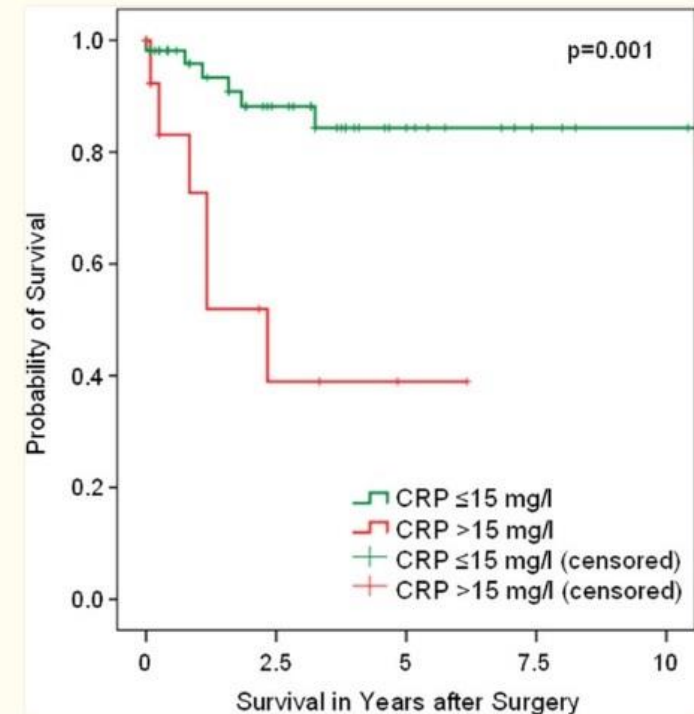 1.0
p=0.001
0.8
0.6
0.4
0.2
0.0
Probability of Survival
CRP ≤15 mg/l
CRP >15 mg/l
CRP ≤15 mg/l (censored)
CRP >15 mg/l (censored)
0 2.5 5 7.5 10
Survival in Years after Surgery